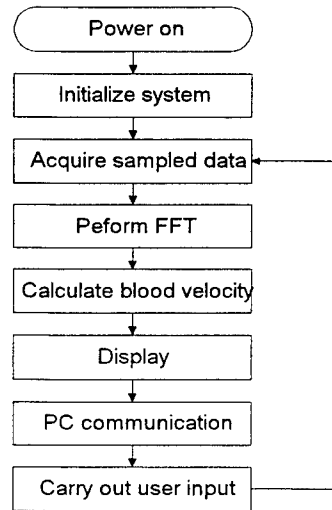 Power on
Initialize system
Acquire sampled data
Peform FFT
Calculate blood velocity
Display
PC communication
Carry out user input